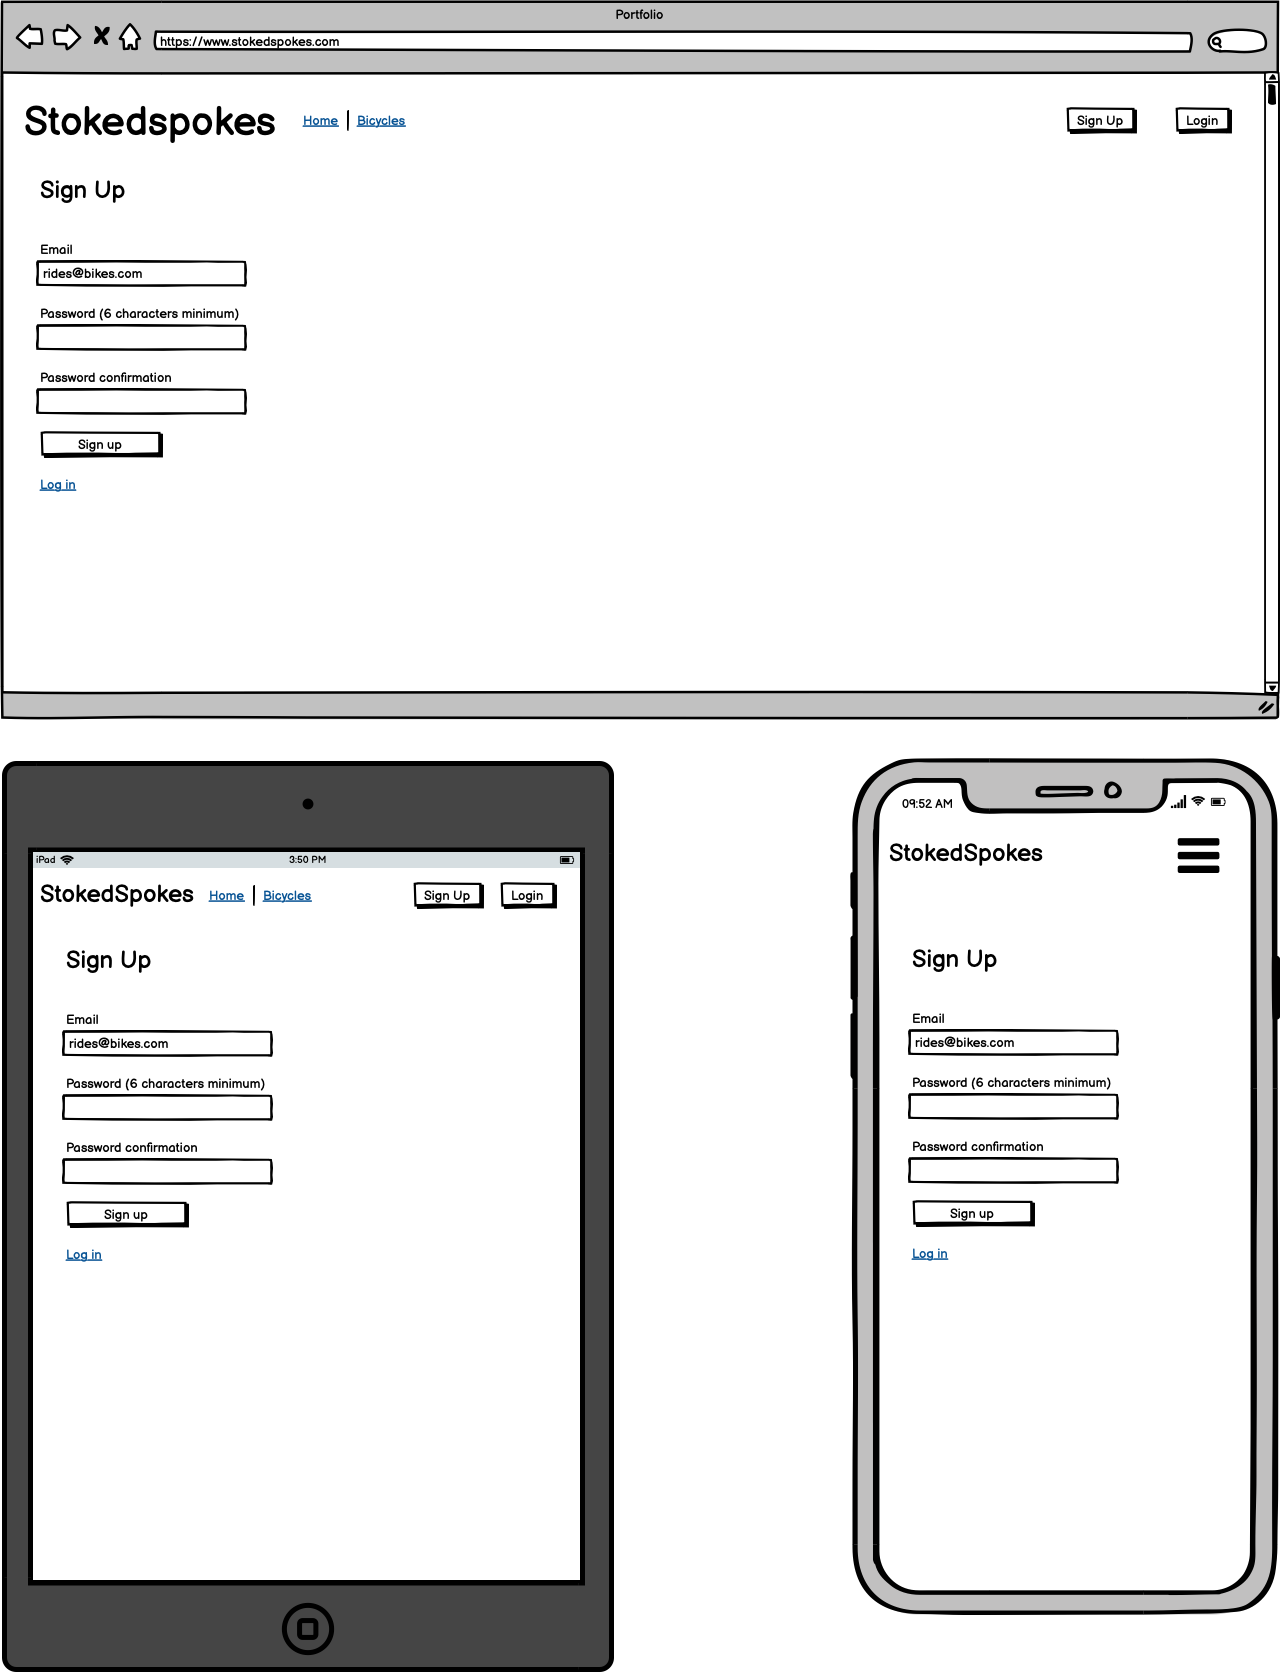 Portfolio
https://www.stokedspokes.com
Stokedspokes Home Bicycles Sign Up Login
Sign Up
Email
rides@bikes.com
Password (6 characters minimum)
Password confirmation
Sign up
Log in
iPad 3:50 PM
StokedSpokes Home Bicycles Sign Up Login
Sign Up
Email
rides@bikes.com
Password (6 characters minimum)
Password confirmation
Sign up
Log in
09:52 AM
StokedSpokes
Sign Up
Email
rides@bikes.com
Password (6 characters minimum)
Password confirmation
Sign up
Log in